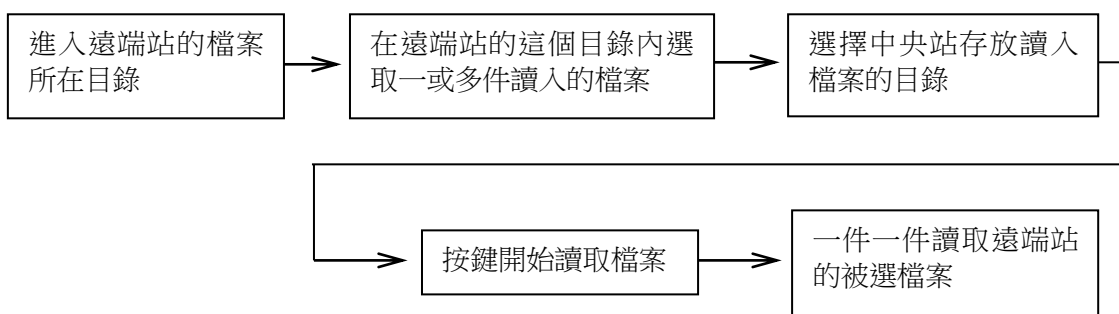 進入遠端站的檔案
所在目錄
在遠端站的這個目錄內選
取一或多件讀入的檔案
選擇中央站存放讀入
檔案的目錄
按鍵開始讀取檔案
一件一件讀取遠端站
的被选檔案